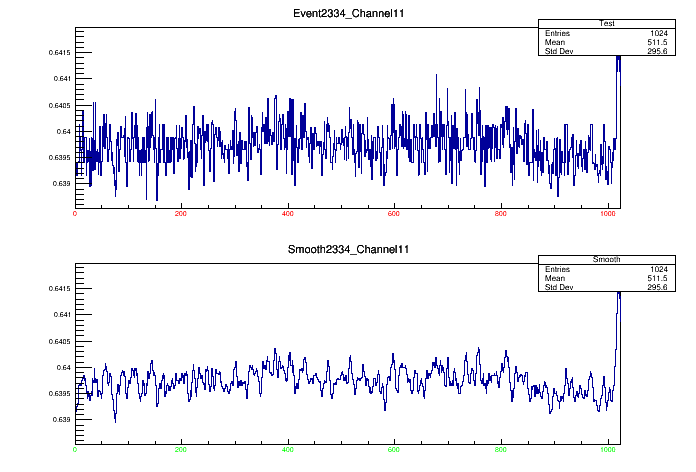 Event2334_Channel11
Test
Entries 1024
Mean 511.5
Std Dev 295.6
0.6415
0.641
0.6405
0.64
0.6395
0.639
0 200 400 600 800 1000
Smooth2334_Channel11
Smooth
Entries 1024
Mean 511.5
Std Dev 295.6
0.6415
0.641
0.6405
0.64
0.6395
0.639
0 200 400 600 800 1000